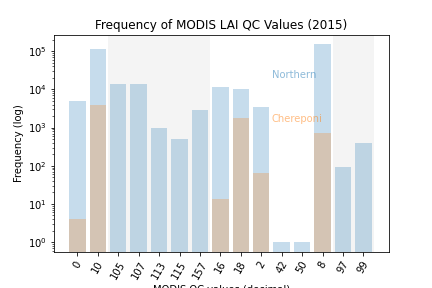 Frequency of MODIS LAI QC Values (2015)
Frequency (log)
10⁵
10⁴
10³
10²
10¹
10⁰
Northern
Chereponi
0 10 105 107 113 115 157 16 18 2 42 50 8 97 99
MODIS QC values (decimal)